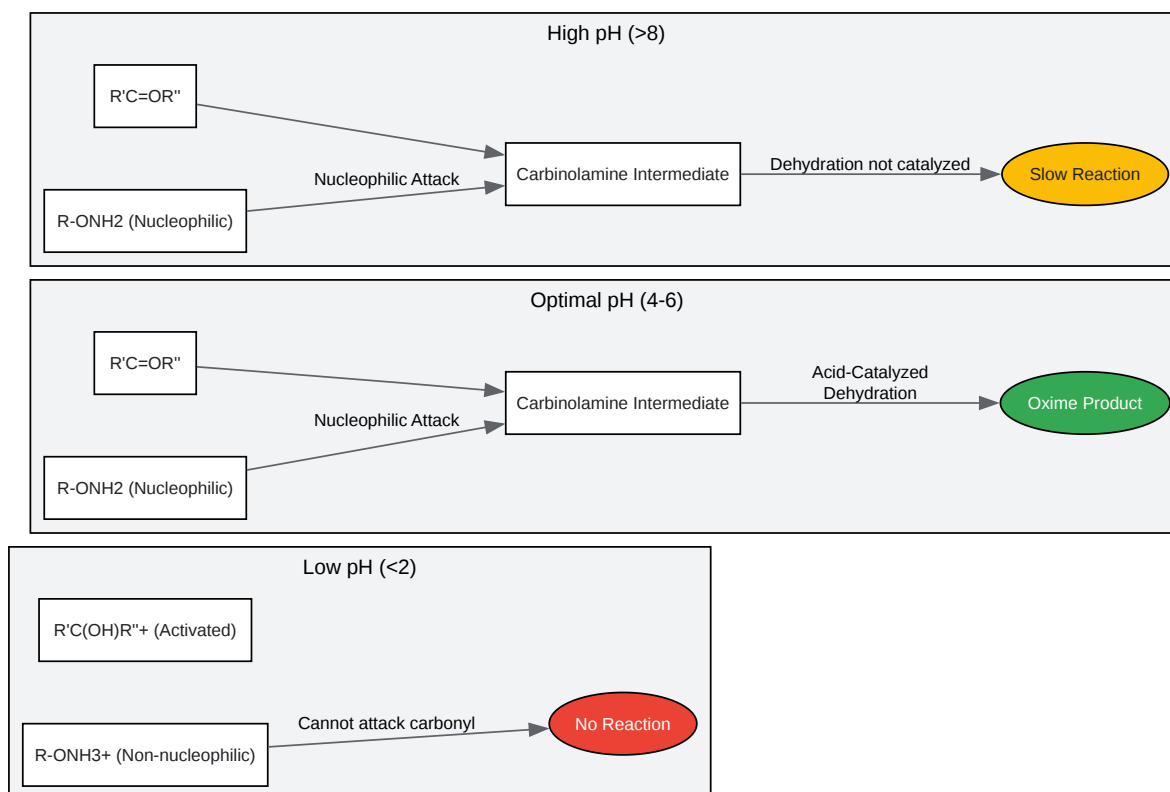 High pH (>8)
R'C=OR''
Nucleophilic Attack
R-ONH2 (Nucleophilic)
Carbinolamine Intermediate
Dehydration not catalyzed
Slow Reaction
Optimal pH (4-6)
R'C=OR''
Nucleophilic Attack
R-ONH2 (Nucleophilic)
Carbinolamine Intermediate
Acid-Catalyzed
Dehydration
Oxime Product
Low pH (<2)
R'C(OH)R''+ (Activated)
R-ONH3+ (Non-nucleophilic)
Cannot attack carbonyl
No Reaction